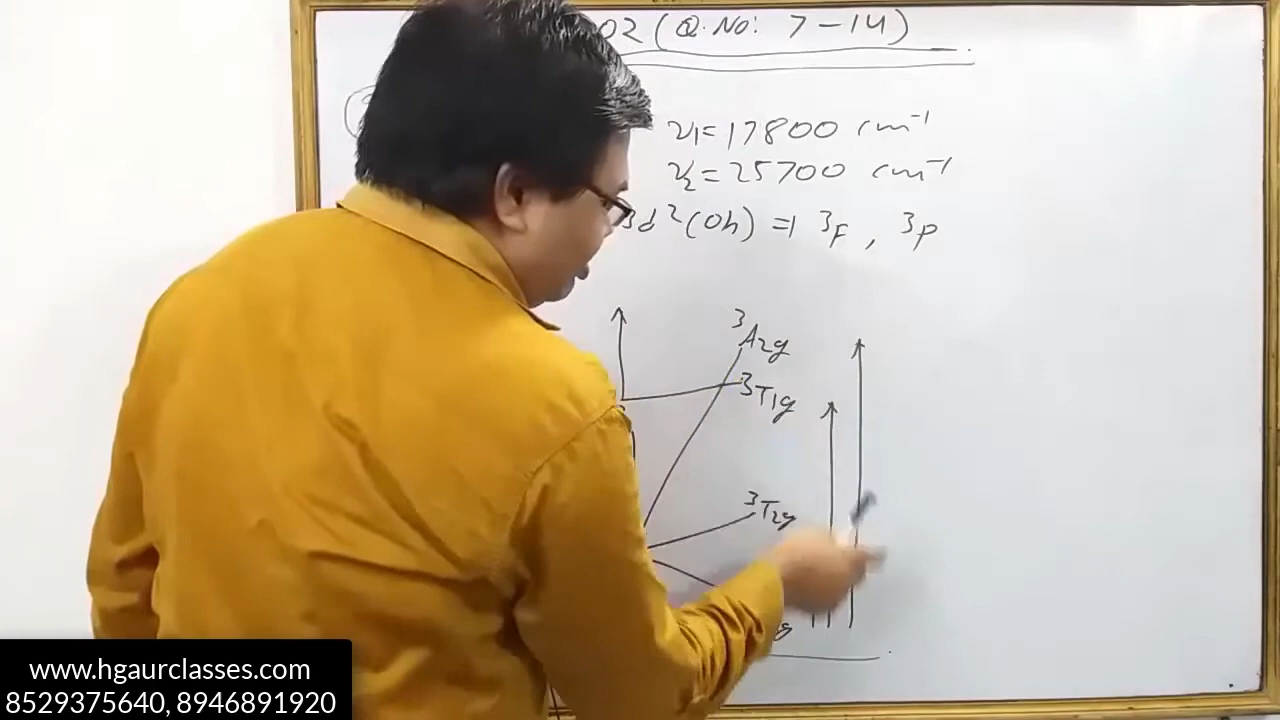 02 (Q.No: 7-14)
ν1= 17800 cm⁻¹
ν2 = 25700 cm⁻¹
3d² (Oh) ⇒ ³F , ³P
³A2g
³T1g
³T2g
g
www.hgaurclasses.com
8529375640, 8946891920